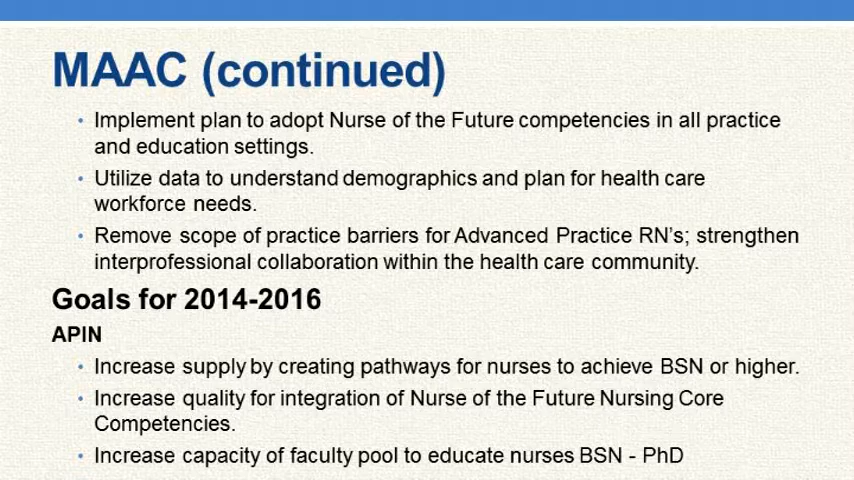 MAAC (continued)
• Implement plan to adopt Nurse of the Future competencies in all practice
and education settings.
• Utilize data to understand demographics and plan for health care
workforce needs.
• Remove scope of practice barriers for Advanced Practice RN's; strengthen
interprofessional collaboration within the health care community.
Goals for 2014-2016
APIN
• Increase supply by creating pathways for nurses to achieve BSN or higher.
• Increase quality for integration of Nurse of the Future Nursing Core
Competencies.
• Increase capacity of faculty pool to educate nurses BSN - PhD